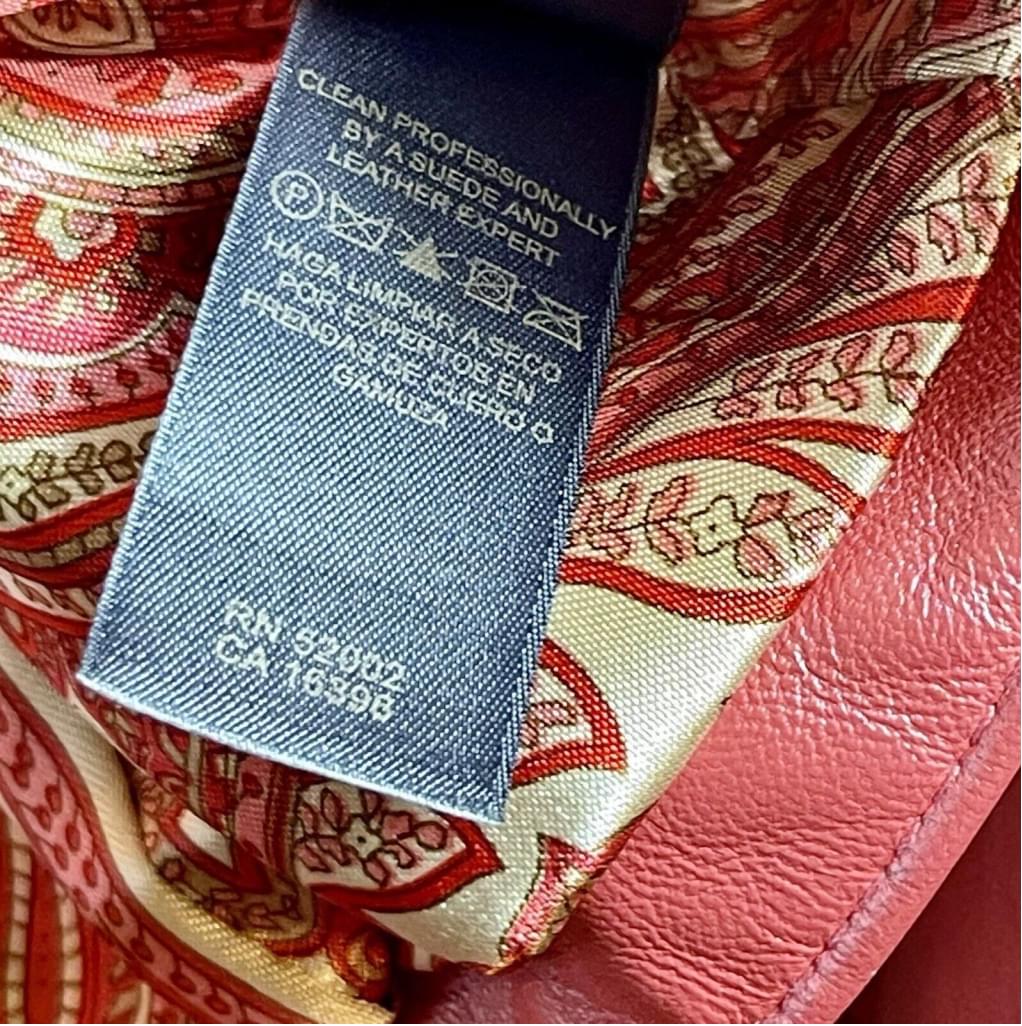 CLEAN PROFESSIONALLY
BY A SUEDE AND
LEATHER EXPERT
P
HAGA LIMPIAR A SECO
POR EXPERTOS EN
PRENDAS DE CUERO O
GAMUZA
RN 52002
CA 16396